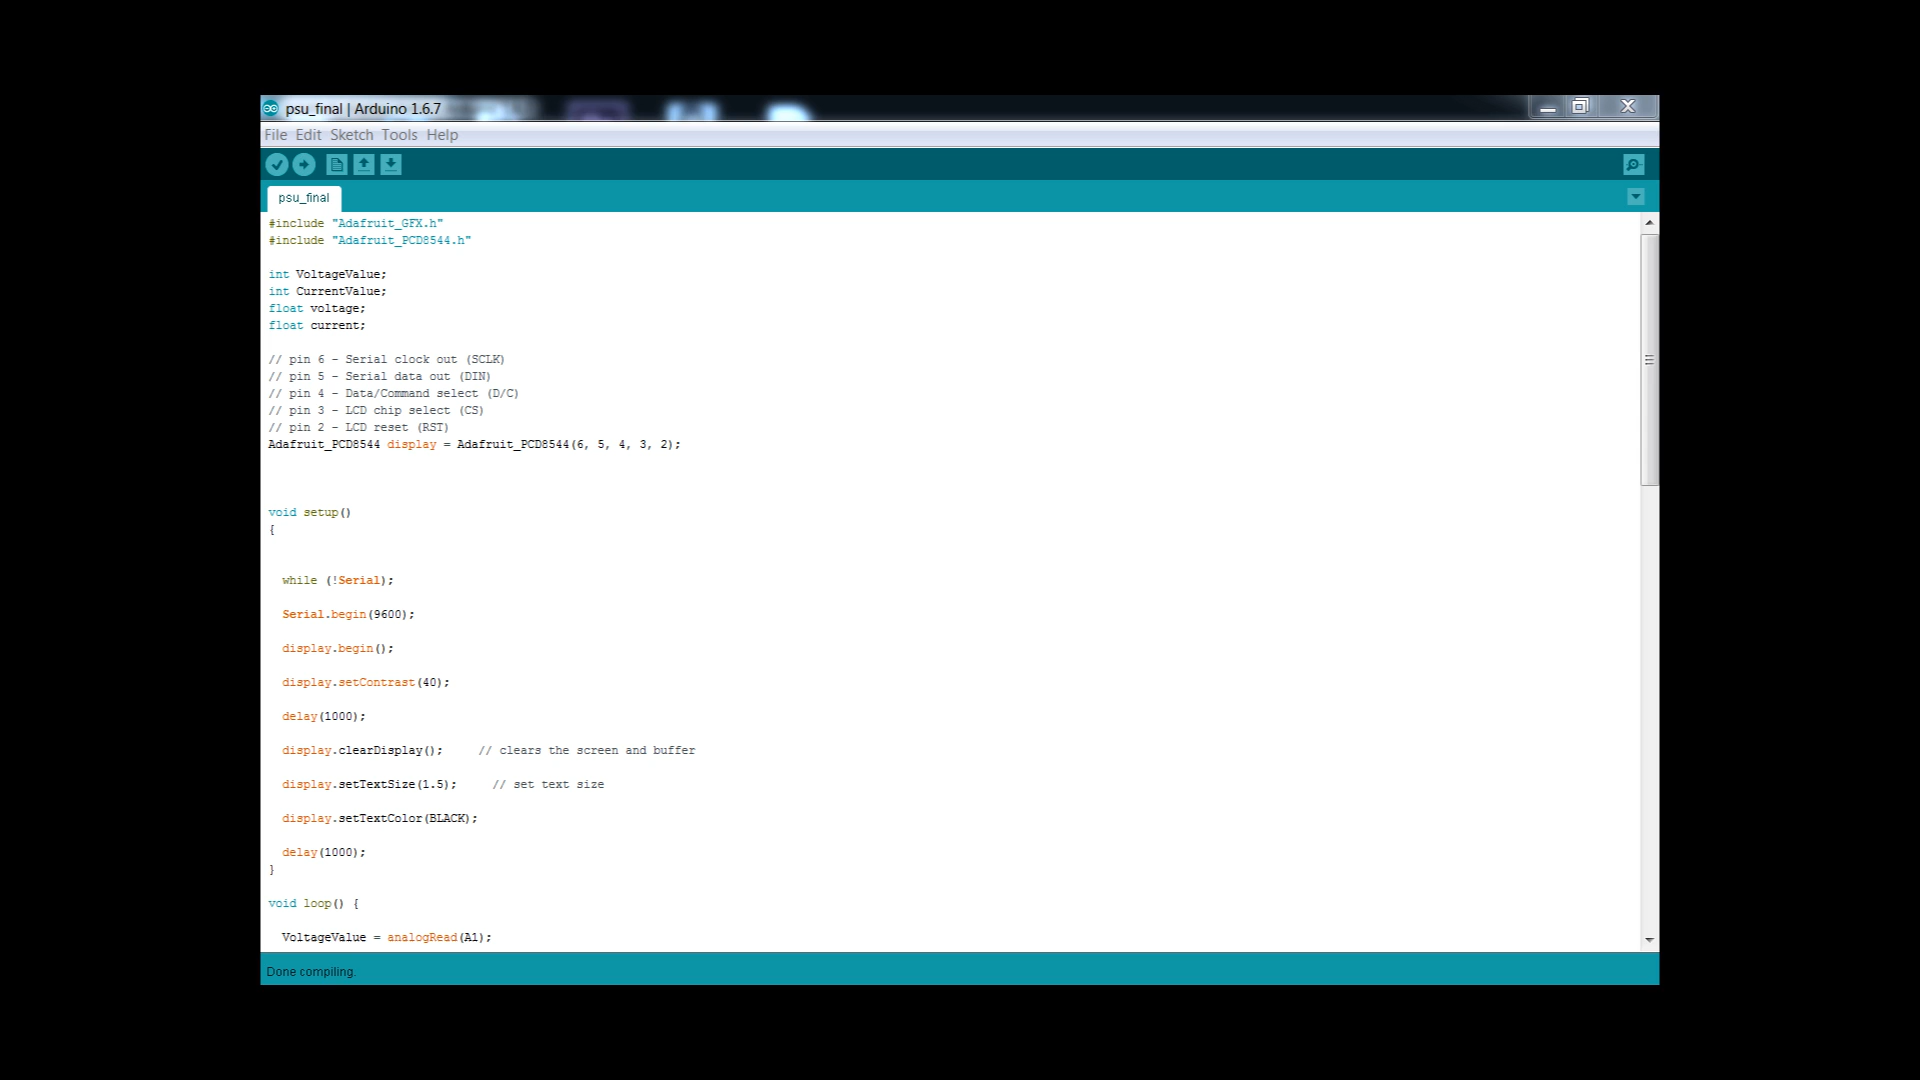 psu_final | Arduino 1.6.7
File Edit Sketch Tools Help
psu_final
#include "Adafruit_GFX.h"
#include "Adafruit_PCD8544.h"
int VoltageValue;
int CurrentValue;
float voltage;
float current;
// pin 6 - Serial clock out (SCLK)
// pin 5 - Serial data out (DIN)
// pin 4 - Data/Command select (D/C)
// pin 3 - LCD chip select (CS)
// pin 2 - LCD reset (RST)
Adafruit_PCD8544 display = Adafruit_PCD8544(6, 5, 4, 3, 2);
void setup()
{
while (!Serial);
Serial.begin(9600);
display.begin();
display.setContrast(40);
delay(1000);
display.clearDisplay(); // clears the screen and buffer
display.setTextSize(1.5); // set text size
display.setTextColor(BLACK);
delay(1000);
}
void loop() {
VoltageValue = analogRead(A1);
Done compiling.